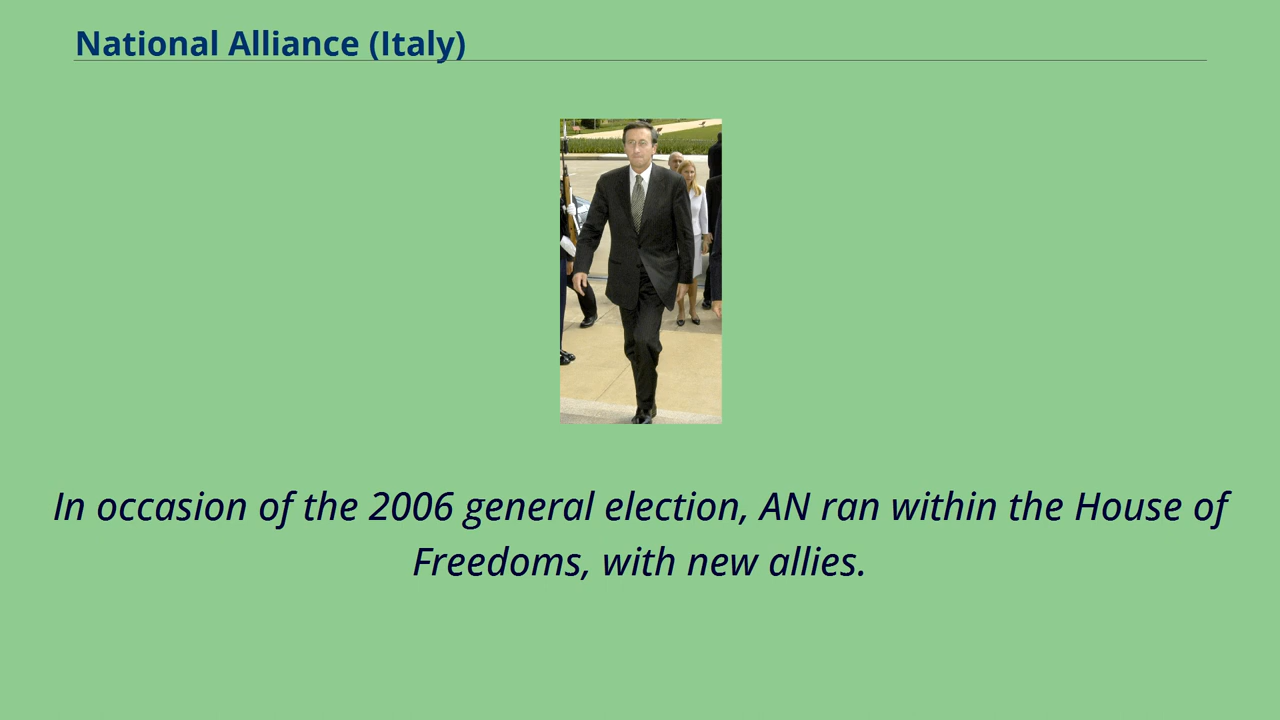 National Alliance (Italy)
In occasion of the 2006 general election, AN ran within the House of
Freedoms, with new allies.